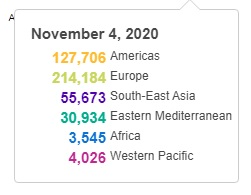 A
November 4, 2020
127,706 Americas
214,184 Europe
55,673 South-East Asia
30,934 Eastern Mediterranean
3,545 Africa
4,026 Western Pacific